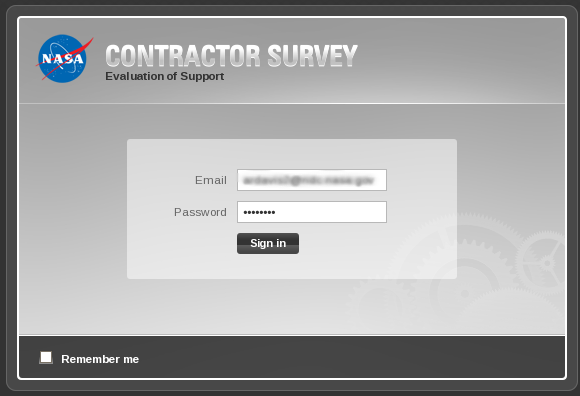 NASA
CONTRACTOR SURVEY
Evaluation of Support
Email
Password ••••••••
Sign in
Remember me